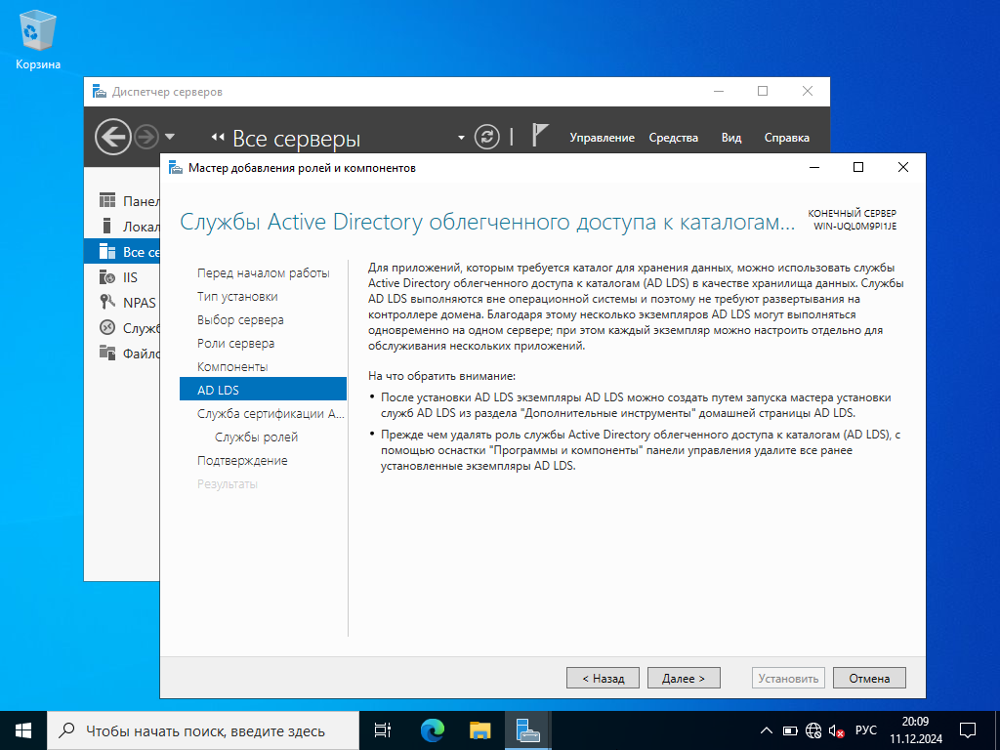 Корзина
Диспетчер серверов
Все серверы
Управление Средства Вид Справка
Мастер добавления ролей и компонентов
Службы Active Directory облегченного доступа к каталогам...
КОНЕЧНЫЙ СЕРВЕР
WIN-UQL0M9PI1JE
Панел
Локал
Все се
IIS
NPAS
Служб
Файло
Перед началом работы
Тип установки
Выбор сервера
Роли сервера
Компоненты
AD LDS
Служба сертификации A...
Службы ролей
Подтверждение
Результаты
Для приложений, которым требуется каталог для хранения данных, можно использовать службы
Active Directory облегченного доступа к каталогам (AD LDS) в качестве хранилища данных. Службы
AD LDS выполняются вне операционной системы и поэтому не требуют развертывания на
контроллере домена. Благодаря этому несколько экземпляров AD LDS могут выполняться
одновременно на одном сервере; при этом каждый экземпляр можно настроить отдельно для
обслуживания нескольких приложений.
На что обратить внимание:
• После установки AD LDS экземпляры AD LDS можно создать путем запуска мастера установки
служб AD LDS из раздела "Дополнительные инструменты" домашней страницы AD LDS.
• Прежде чем удалять роль службы Active Directory облегченного доступа к каталогам (AD LDS), с
помощью оснастки "Программы и компоненты" панели управления удалите все ранее
установленные экземпляры AD LDS.
< Назад Далее > Установить Отмена
Чтобы начать поиск, введите здесь
РУС
20:09
11.12.2024